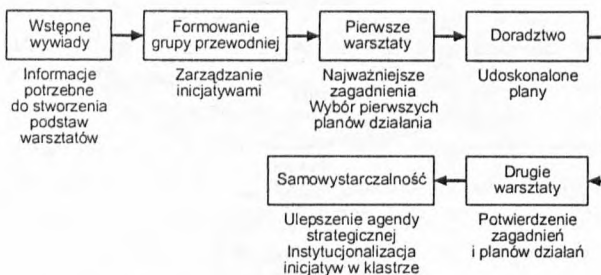 Wstępne
wywiady
Informacje
potrzebne
do stworzenia
podstaw
warsztatów
Formowanie
grupy przewodniej
Zarządzanie
inicjatywami
Pierwsze
warsztaty
Najważniejsze
zagadnienia
Wybór pierwszych
planów działania
Doradztwo
Udoskonalone
plany
Drugie
warsztaty
Potwierdzenie
zagadnień
i planów działań
Samowystarczalność
Ulepszenie agendy
strategicznej
Instytucjonalizacja
inicjatyw w klastrze